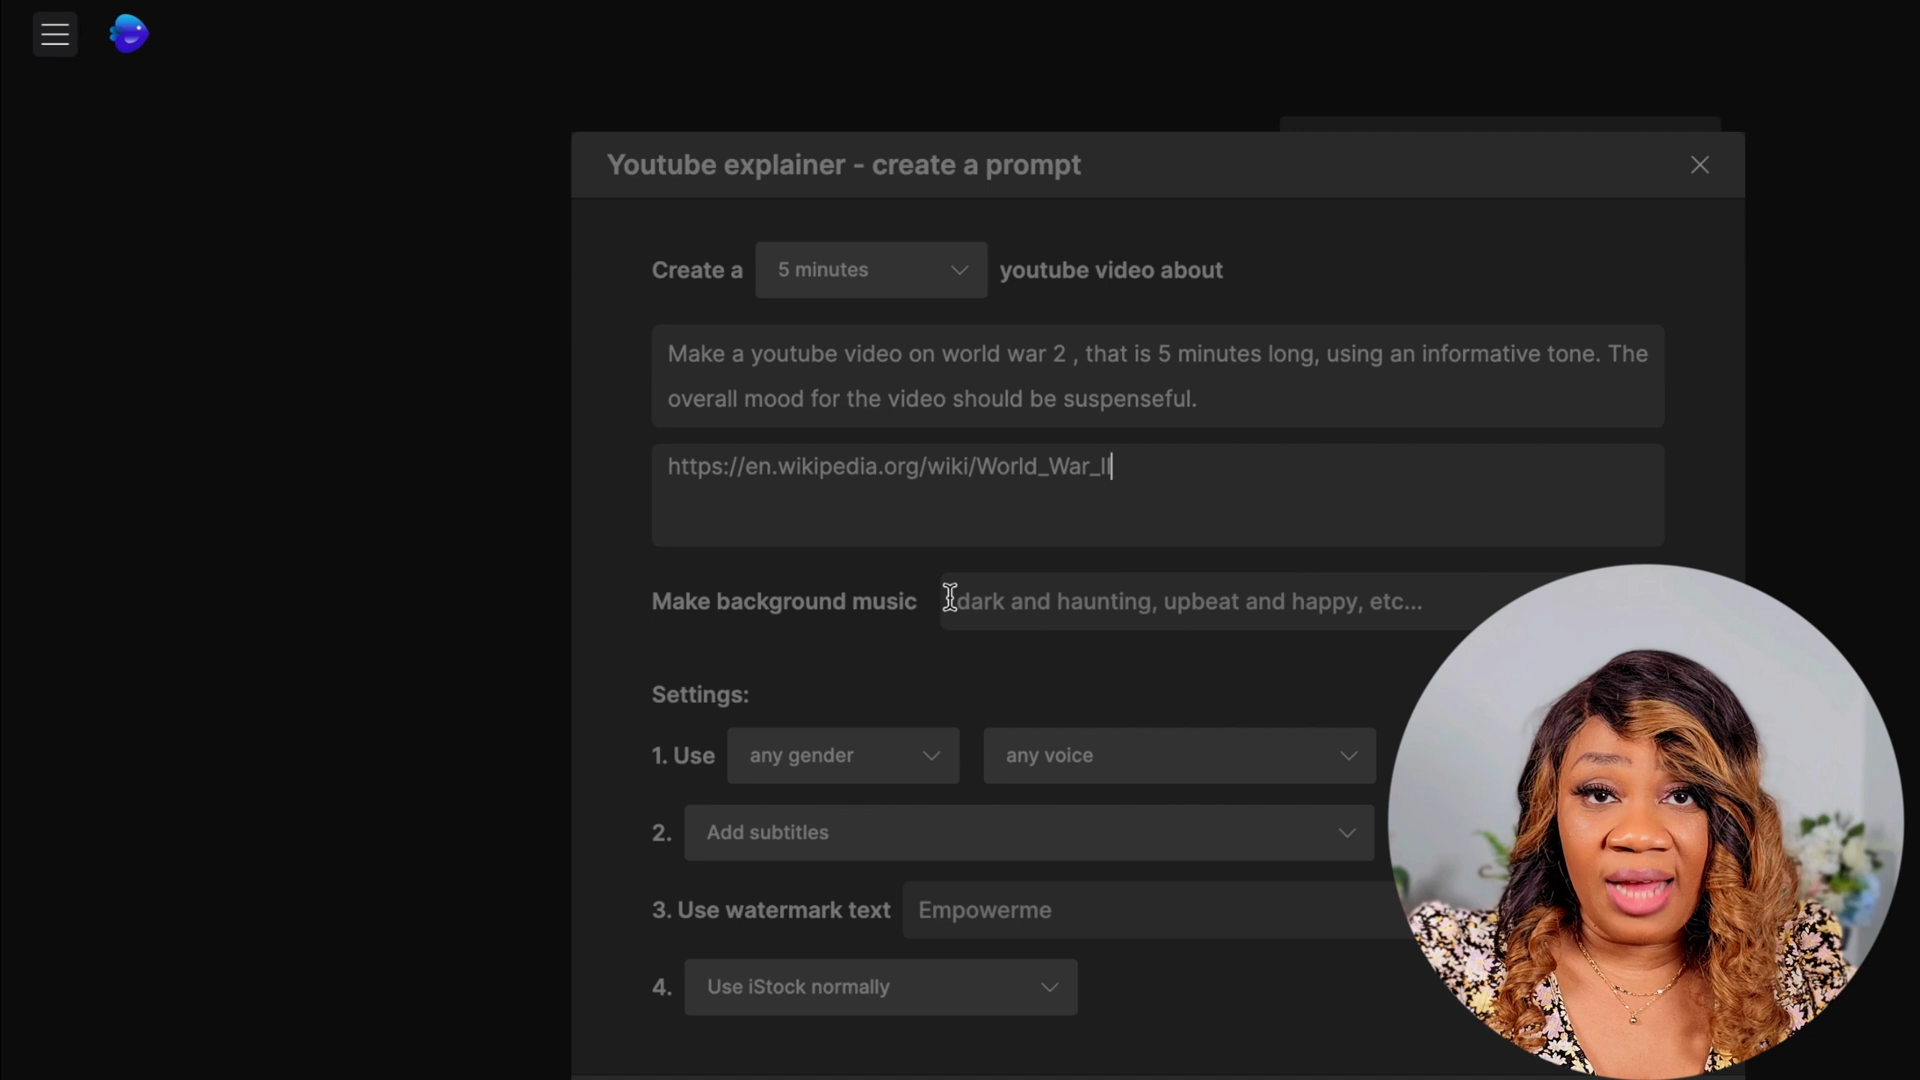 Youtube explainer - create a prompt
Create a 5 minutes youtube video about
Make a youtube video on world war 2 , that is 5 minutes long, using an informative tone. The
overall mood for the video should be suspenseful.
https://en.wikipedia.org/wiki/World_War_II
Make background music dark and haunting, upbeat and happy, etc...
Settings:
1. Use any gender any voice
2. Add subtitles
3. Use watermark text Empowerme
4. Use iStock normally